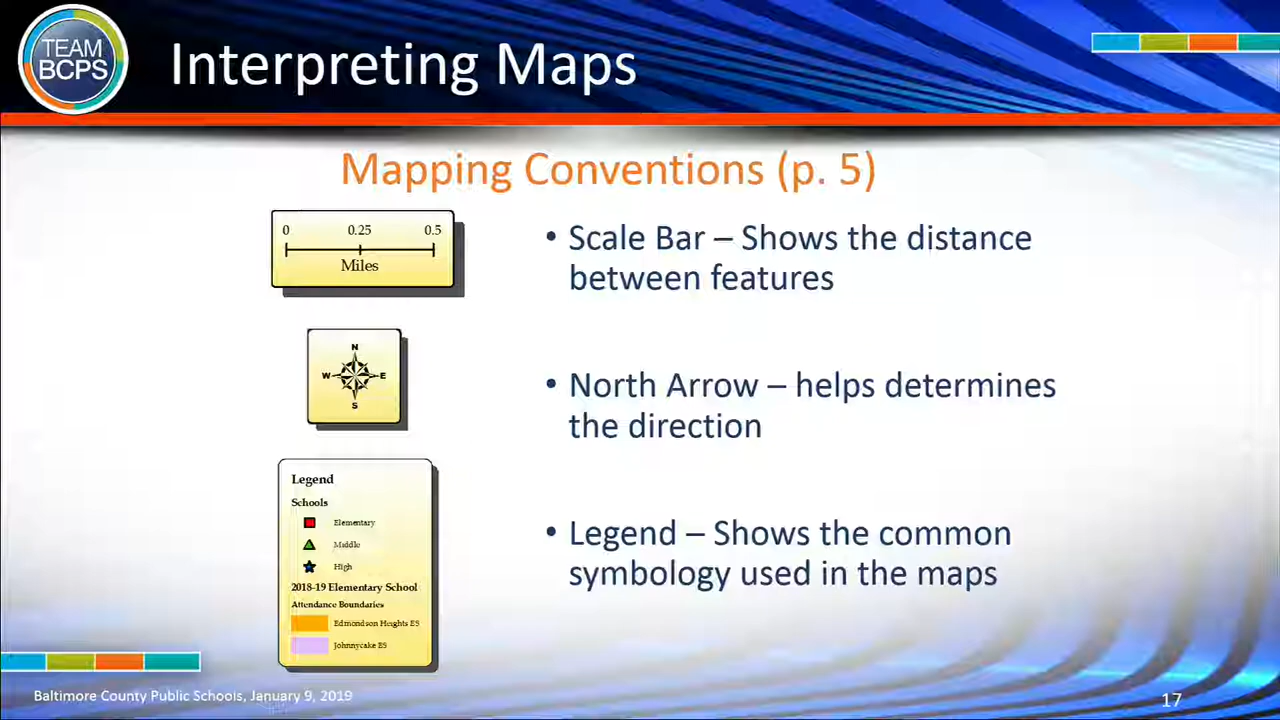 TEAM
BCPS
Interpreting Maps
Mapping Conventions (p. 5)
0 0.25 0.5
Miles
• Scale Bar – Shows the distance
between features
N
W E
S
• North Arrow – helps determines
the direction
Legend
Schools
Elementary
Middle
High
2018-19 Elementary School
Attendance Boundaries
Edmondson Heights ES
Johnnycake ES
• Legend – Shows the common
symbology used in the maps
Baltimore County Public Schools, January 9, 2019
17